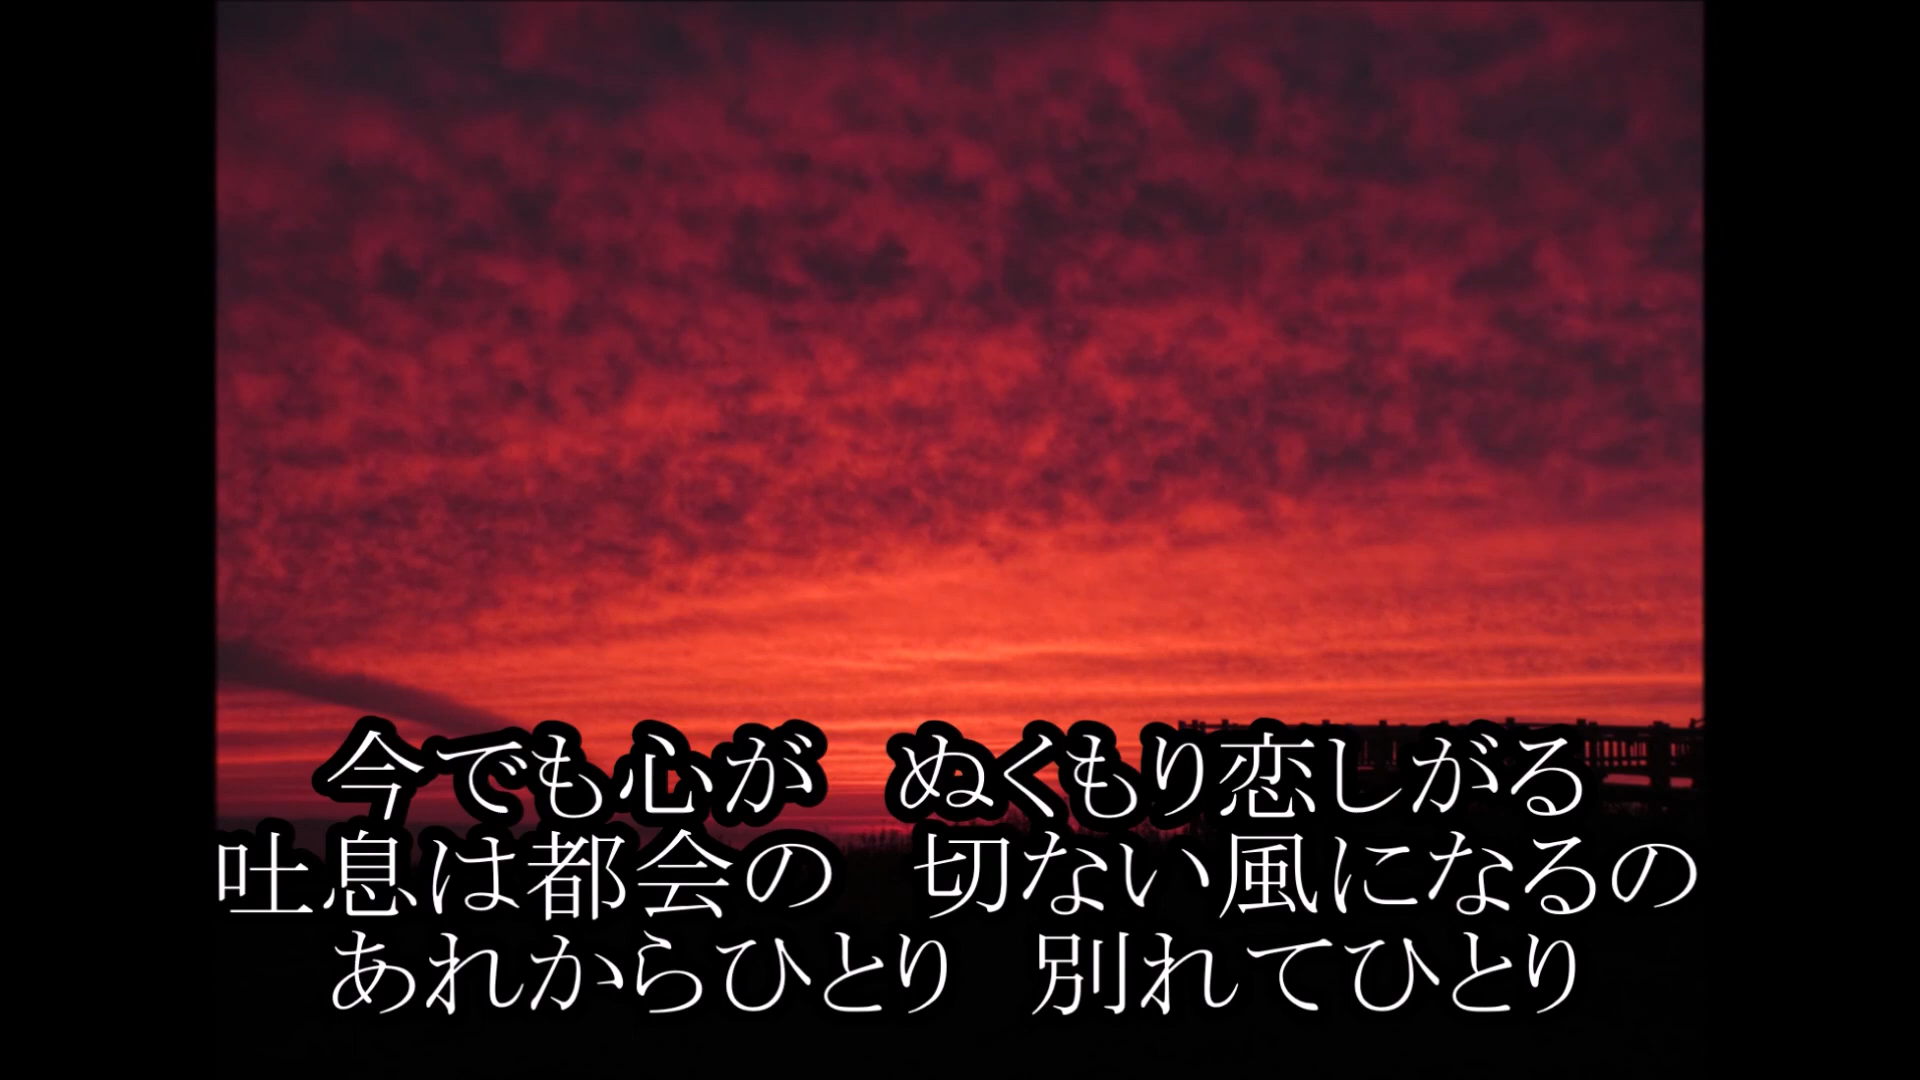 今でも心が　ぬくもり恋しがる
吐息は都会の　切ない風になるの
あれからひとり　別れてひとり